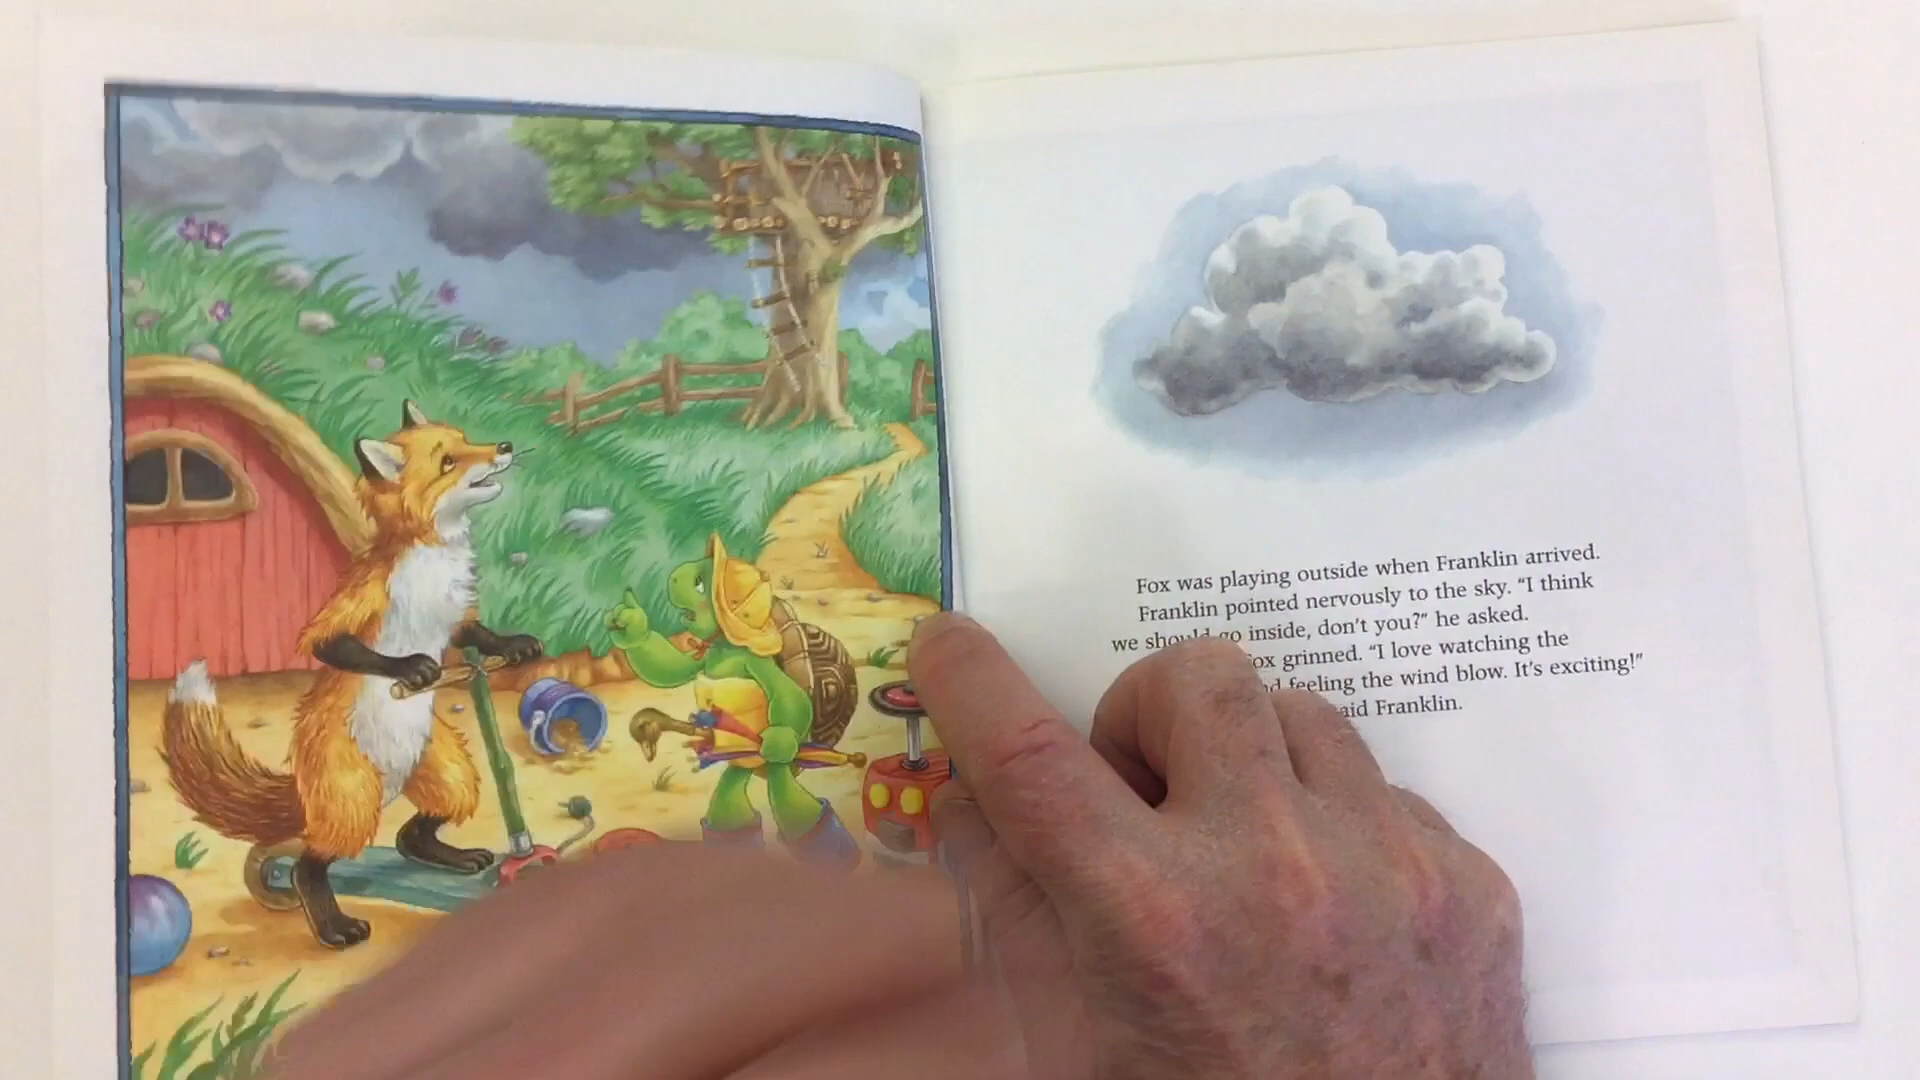 Fox was playing outside when Franklin arrived.
Franklin pointed nervously to the sky. “I think
we should go inside, don't you?” he asked.
Fox grinned. “I love watching the
feeling the wind blow. It's exciting!”
said Franklin.